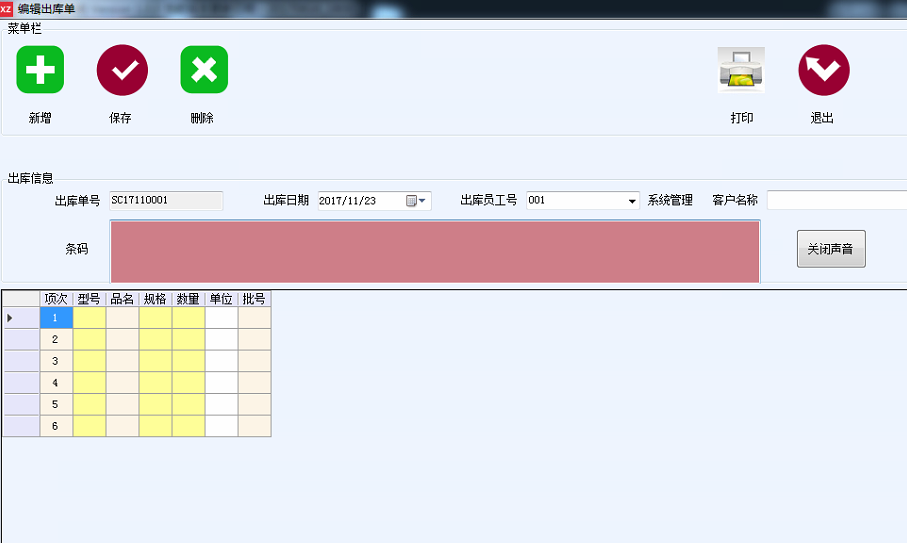 XZ 编辑出库单
菜单栏
新增 保存 删除 打印 退出
出库信息
出库单号 SC17110001 出库日期 2017/11/23 出库员工号 001 系统管理 客户名称
条码 关闭声音
项次 型号 品名 规格 数量 单位 批号
1
2
3
4
5
6